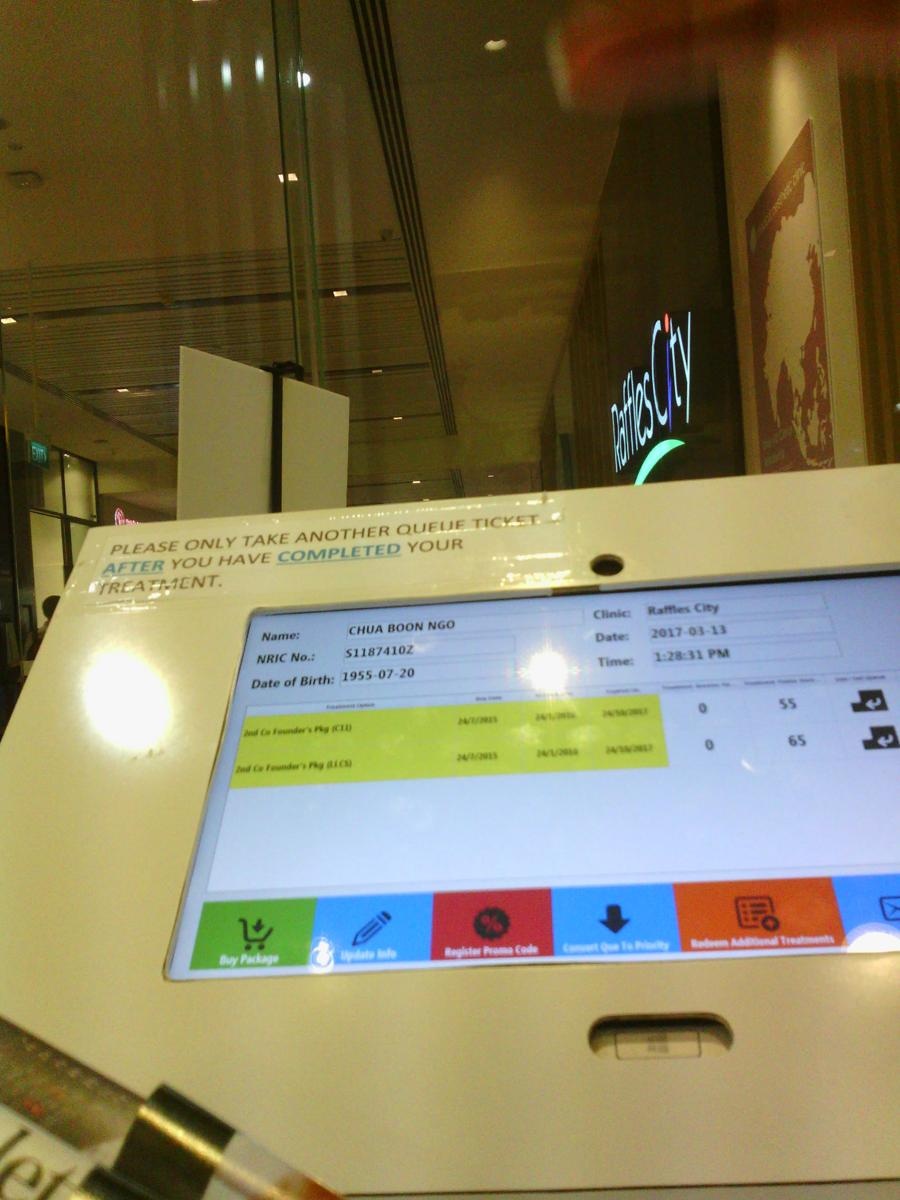 EXIT
Raffles City
PLEASE ONLY TAKE ANOTHER QUEUE TICKET
AFTER YOU HAVE COMPLETED YOUR
TREATMENT.
Name: CHUA BOON NGO
NRIC No.: S1187410Z
Date of Birth: 1955-07-20
Clinic: Raffles City
Date: 2017-03-13
Time: 1:28:31 PM
2nd Co Founder's Pkg (C11) 24/7/2015 24/10/2017 0 55
2nd Co Founder's Pkg (LLCS) 24/7/2015 24/1/2016 24/10/2017 0 65
Buy Package
Update Info
Register Promo Code
Convert Que To Priority
Redeem Additional Treatments
let